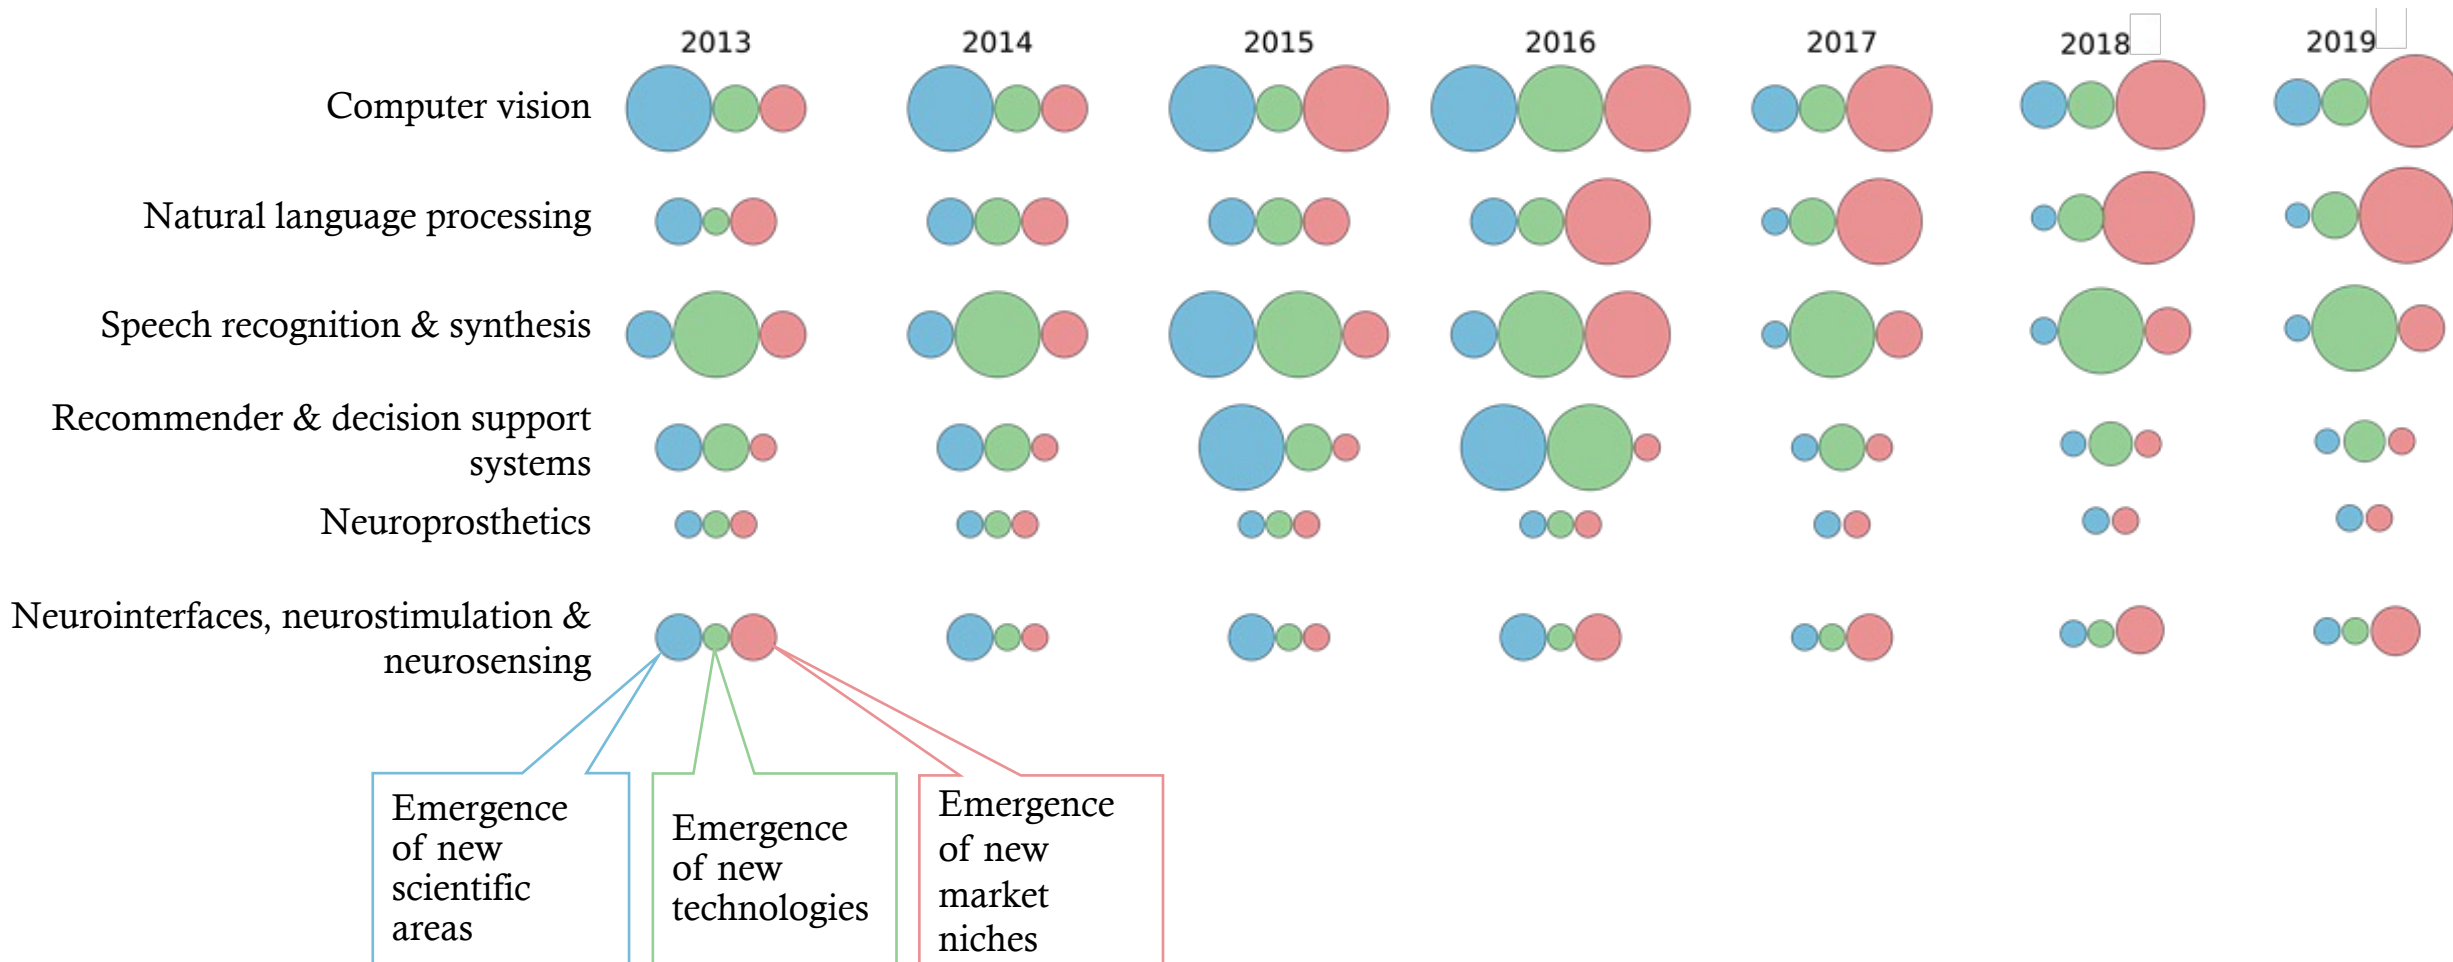 2013 2014 2015 2016 2017 2018 2019
Computer vision
Natural language processing
Speech recognition & synthesis
Recommender & decision support
systems
Neuroprosthetics
Neurointerfaces, neurostimulation &
neurosensing
Emergence
of new
scientific
areas
Emergence
of new
technologies
Emergence
of new
market
niches